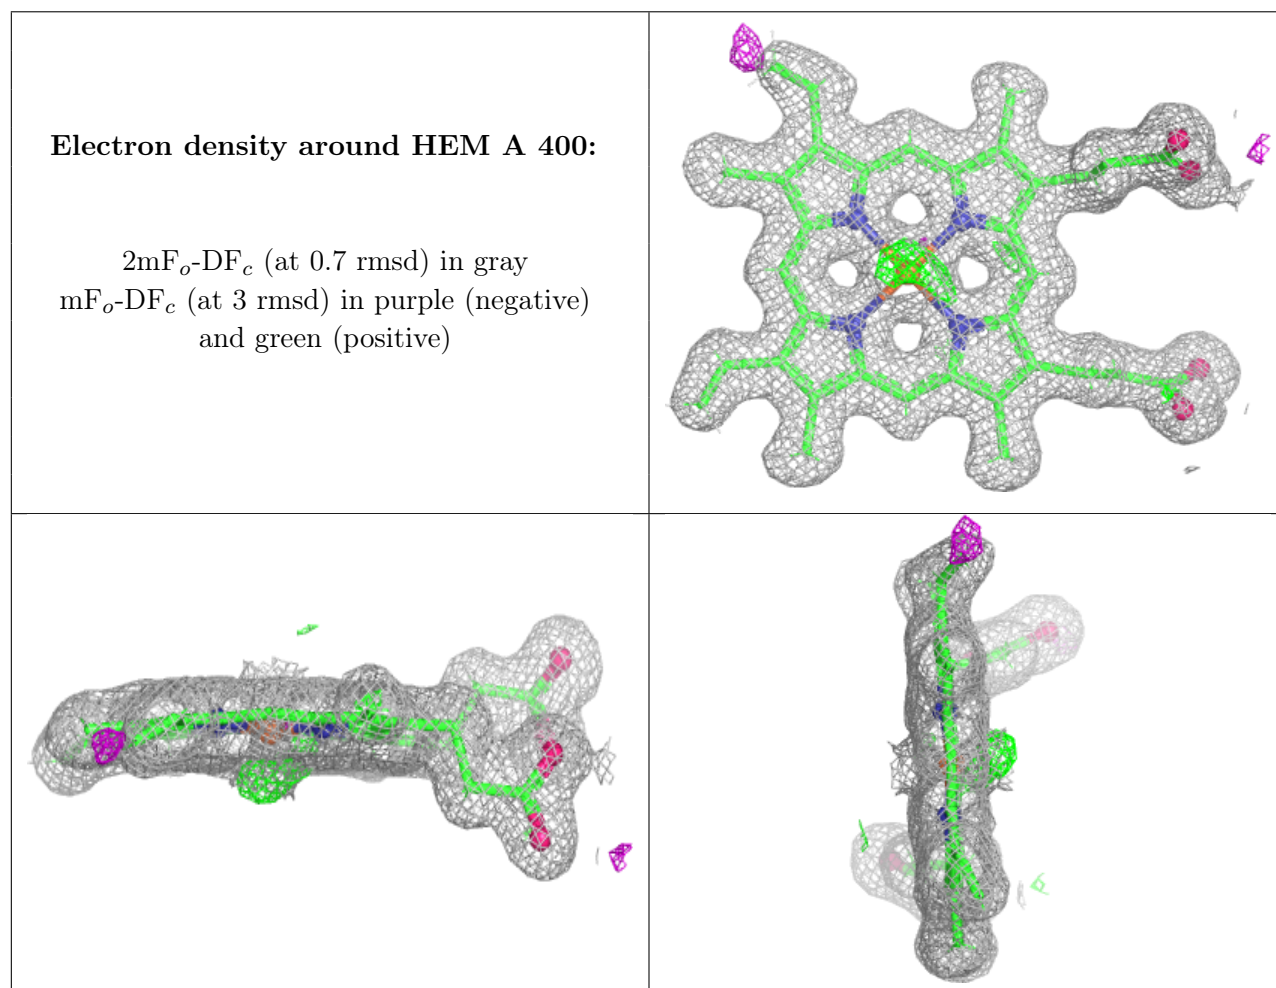 Electron density around HEM A 400:
2mFo-DFc (at 0.7 rmsd) in gray
mFo-DFc (at 3 rmsd) in purple (negative)
and green (positive)